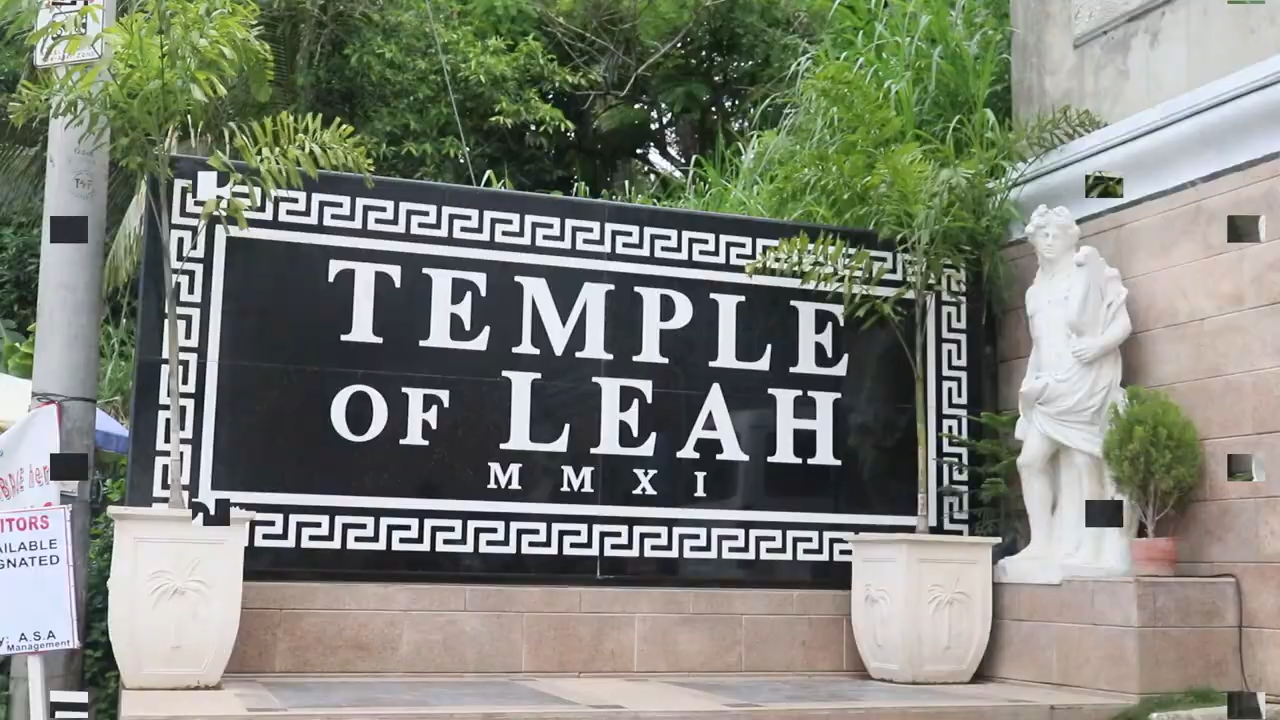 TEMPLE
OF LEAH
MMXI
ITORS
AILABLE
GNATED
y: A.S.A
Management